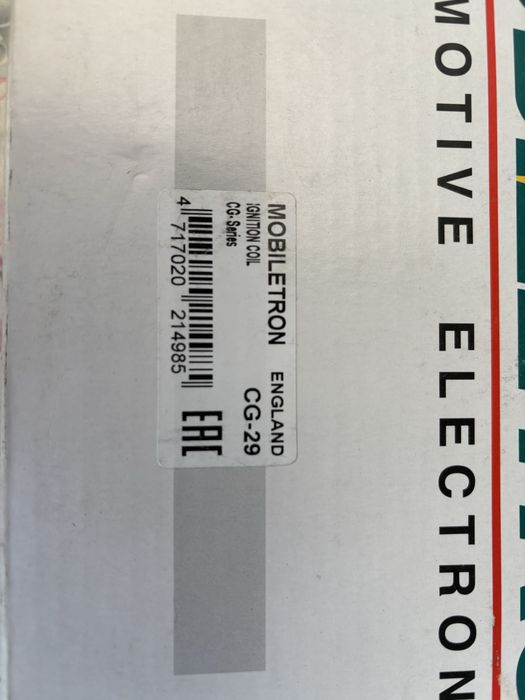 MOTIVE ELECTRON
MOBILETRON ENGLAND
IGNITION COIL CG-29
CG- Series
4 717020 214985
EAC